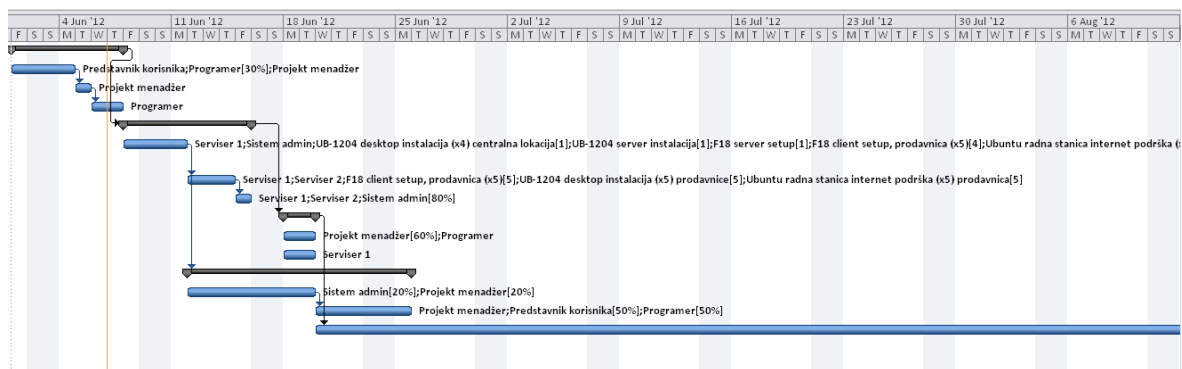 4 Jun '12 11 Jun '12 18 Jun '12 25 Jun '12 2 Jul '12 9 Jul '12 16 Jul '12 23 Jul '12 30 Jul '12 6 Aug '12
F S S M T W T F S S M T W T F S S M T W T F S S M T W T F S S M T W T F S S M T W T F S S M T W T F S S M T W T F S S M T W T F S S M T W T F S S
Predstavnik korisnika;Programer[30%];Projekt menadžer
Projekt menadžer
Programer
Serviser 1;Sistem admin;UB-1204 desktop instalacija (x4) centralna lokacija[1];UB-1204 server instalacija[1];F18 server setup[1];F18 client setup, prodavnica (x5)[4];Ubuntu radna stanica internet podrška (
Serviser 1;Serviser 2;F18 client setup, prodavnica (x5)[5];UB-1204 desktop instalacija (x5) prodavnice[5];Ubuntu radna stanica internet podrška (x5) prodavnica[5]
Serviser 1;Serviser 2;Sistem admin[80%]
Projekt menadžer[60%];Programer
Serviser 1
Sistem admin[20%];Projekt menadžer[20%]
Projekt menadžer;Predstavnik korisnika[50%];Programer[50%]